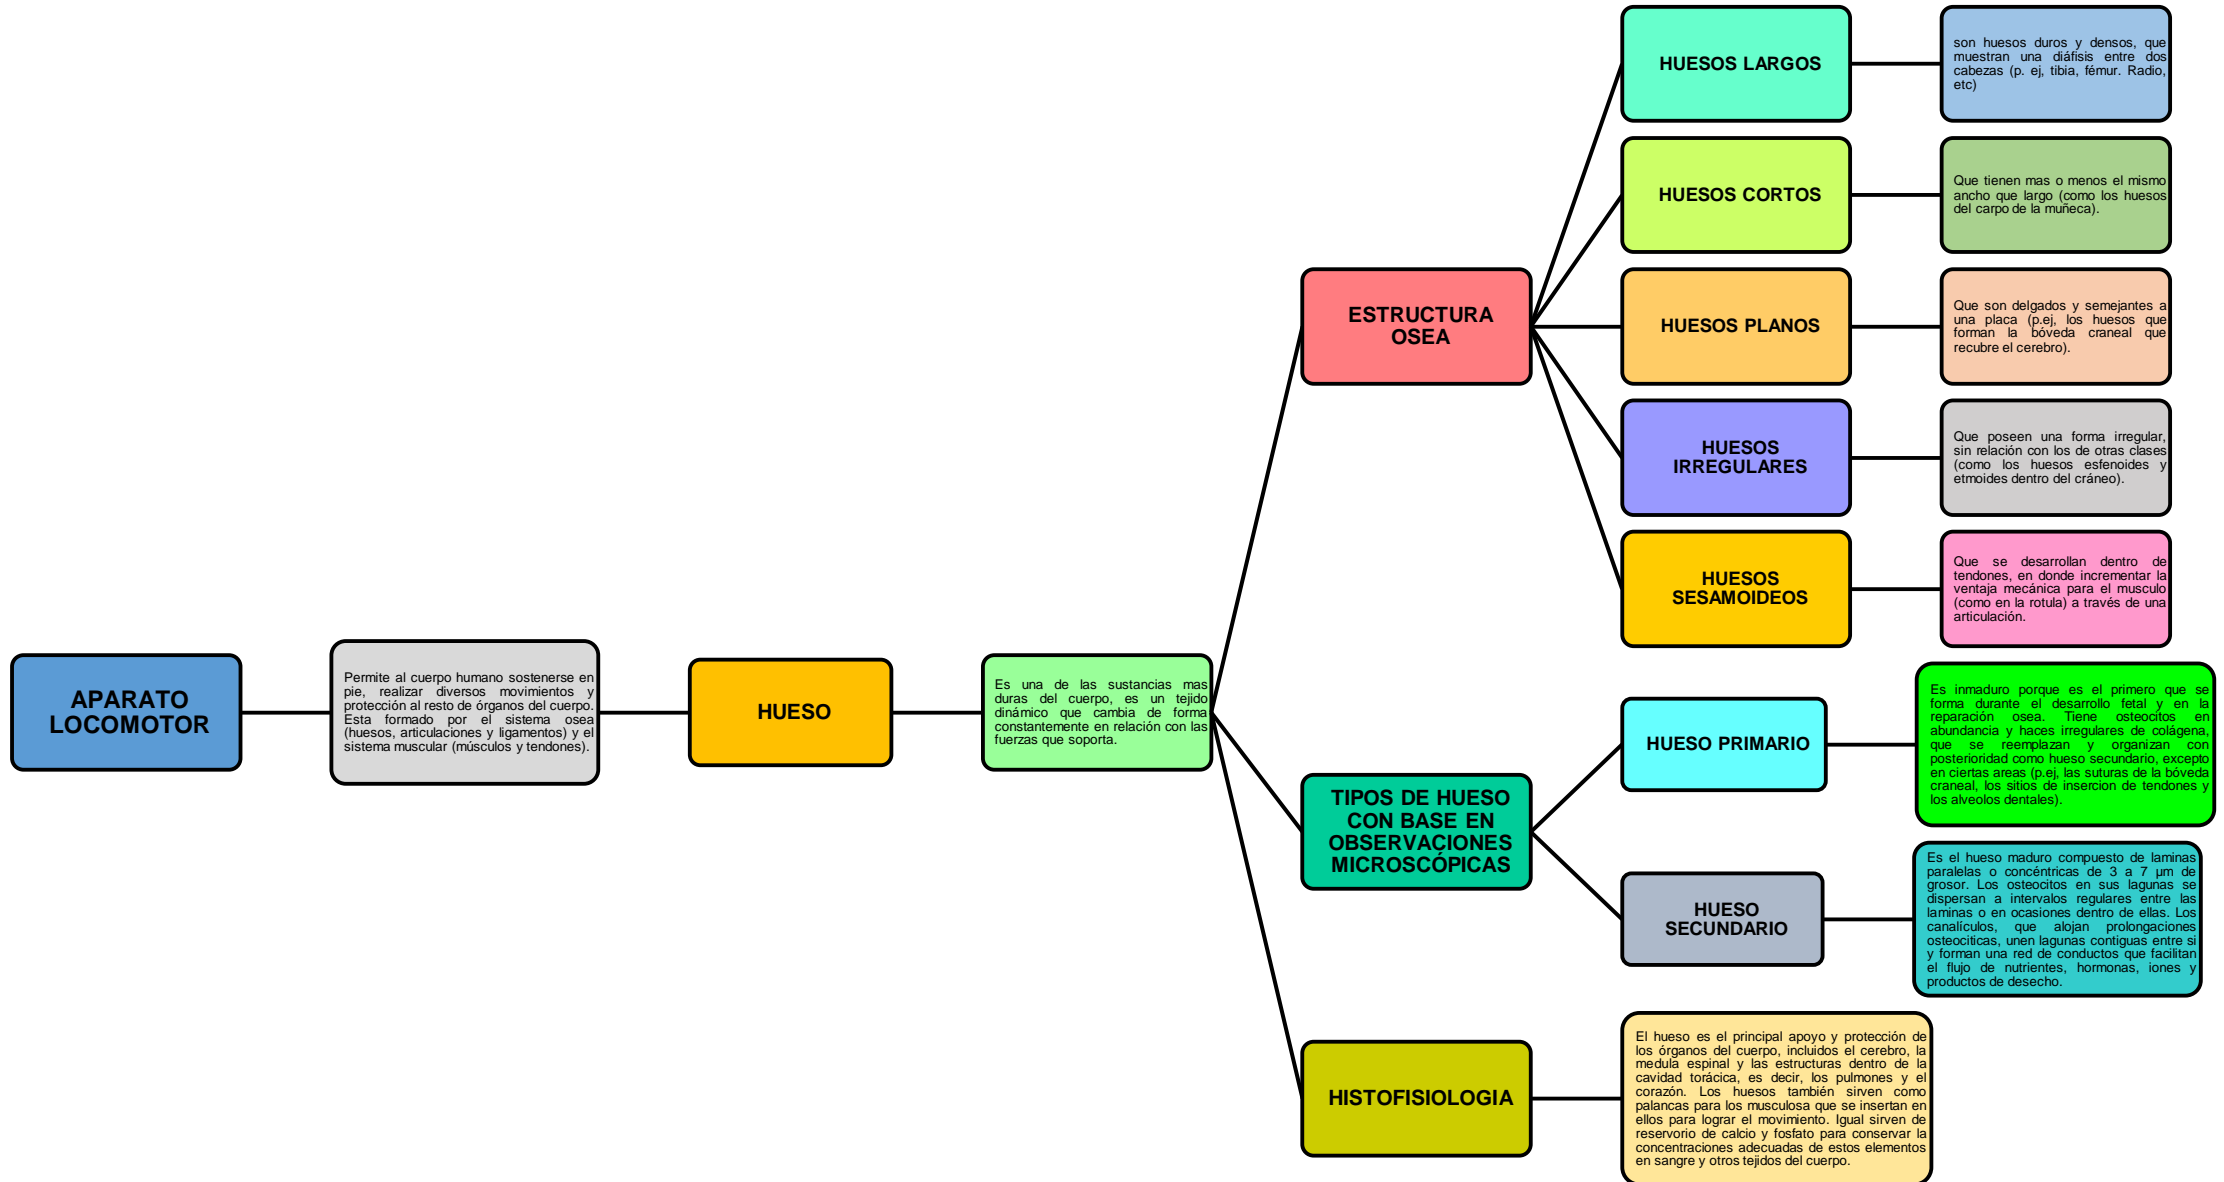 APARATO
LOCOMOTOR
Permite al cuerpo humano sostenerse en
pie, realizar diversos movimientos y
protección al resto de órganos del cuerpo.
Esta formado por el sistema osea
(huesos, articulaciones y ligamentos) y el
sistema muscular (músculos y tendones).
HUESO
Es una de las sustancias mas
duras del cuerpo, es un tejido
dinámico que cambia de forma
constantemente en relación con las
fuerzas que soporta.
ESTRUCTURA
OSEA
HUESOS LARGOS
son huesos duros y densos, que
muestran una diáfisis entre dos
cabezas (p. ej, tibia, fémur. Radio,
etc)
HUESOS CORTOS
Que tienen mas o menos el mismo
ancho que largo (como los huesos
del carpo de la muñeca).
HUESOS PLANOS
Que son delgados y semejantes a
una placa (p.ej, los huesos que
forman la bóveda craneal que
recubre el cerebro).
HUESOS
IRREGULARES
Que poseen una forma irregular,
sin relación con los de otras clases
(como los huesos esfenoides y
etmoides dentro del cráneo).
HUESOS
SESAMOIDEOS
Que se desarrollan dentro de
tendones, en donde incrementar la
ventaja mecánica para el musculo
(como en la rotula) a través de una
articulación.
TIPOS DE HUESO
CON BASE EN
OBSERVACIONES
MICROSCÓPICAS
HUESO PRIMARIO
Es inmaduro porque es el primero que se
forma durante el desarrollo fetal y en la
reparación osea. Tiene osteocitos en
abundancia y haces irregulares de colágena,
que se reemplazan y organizan con
posterioridad como hueso secundario, excepto
en ciertas areas (p.ej, las suturas de la bóveda
craneal, los sitios de insercion de tendones y
los alveolos dentales).
HUESO
SECUNDARIO
Es el hueso maduro compuesto de laminas
paralelas o concéntricas de 3 a 7 µm de
grosor. Los osteocitos en sus lagunas se
dispersan a intervalos regulares entre las
laminas o en ocasiones dentro de ellas. Los
canalículos, que alojan prolongaciones
osteociticas, unen lagunas contiguas entre si
y forman una red de conductos que facilitan
el flujo de nutrientes, hormonas, iones y
productos de desecho.
HISTOFISIOLOGIA
El hueso es el principal apoyo y protección de
los órganos del cuerpo, incluidos el cerebro, la
medula espinal y las estructuras dentro de la
cavidad torácica, es decir, los pulmones y el
corazón. Los huesos también sirven como
palancas para los musculosa que se insertan en
ellos para lograr el movimiento. Igual sirven de
reservorio de calcio y fosfato para conservar la
concentraciones adecuadas de estos elementos
en sangre y otros tejidos del cuerpo.